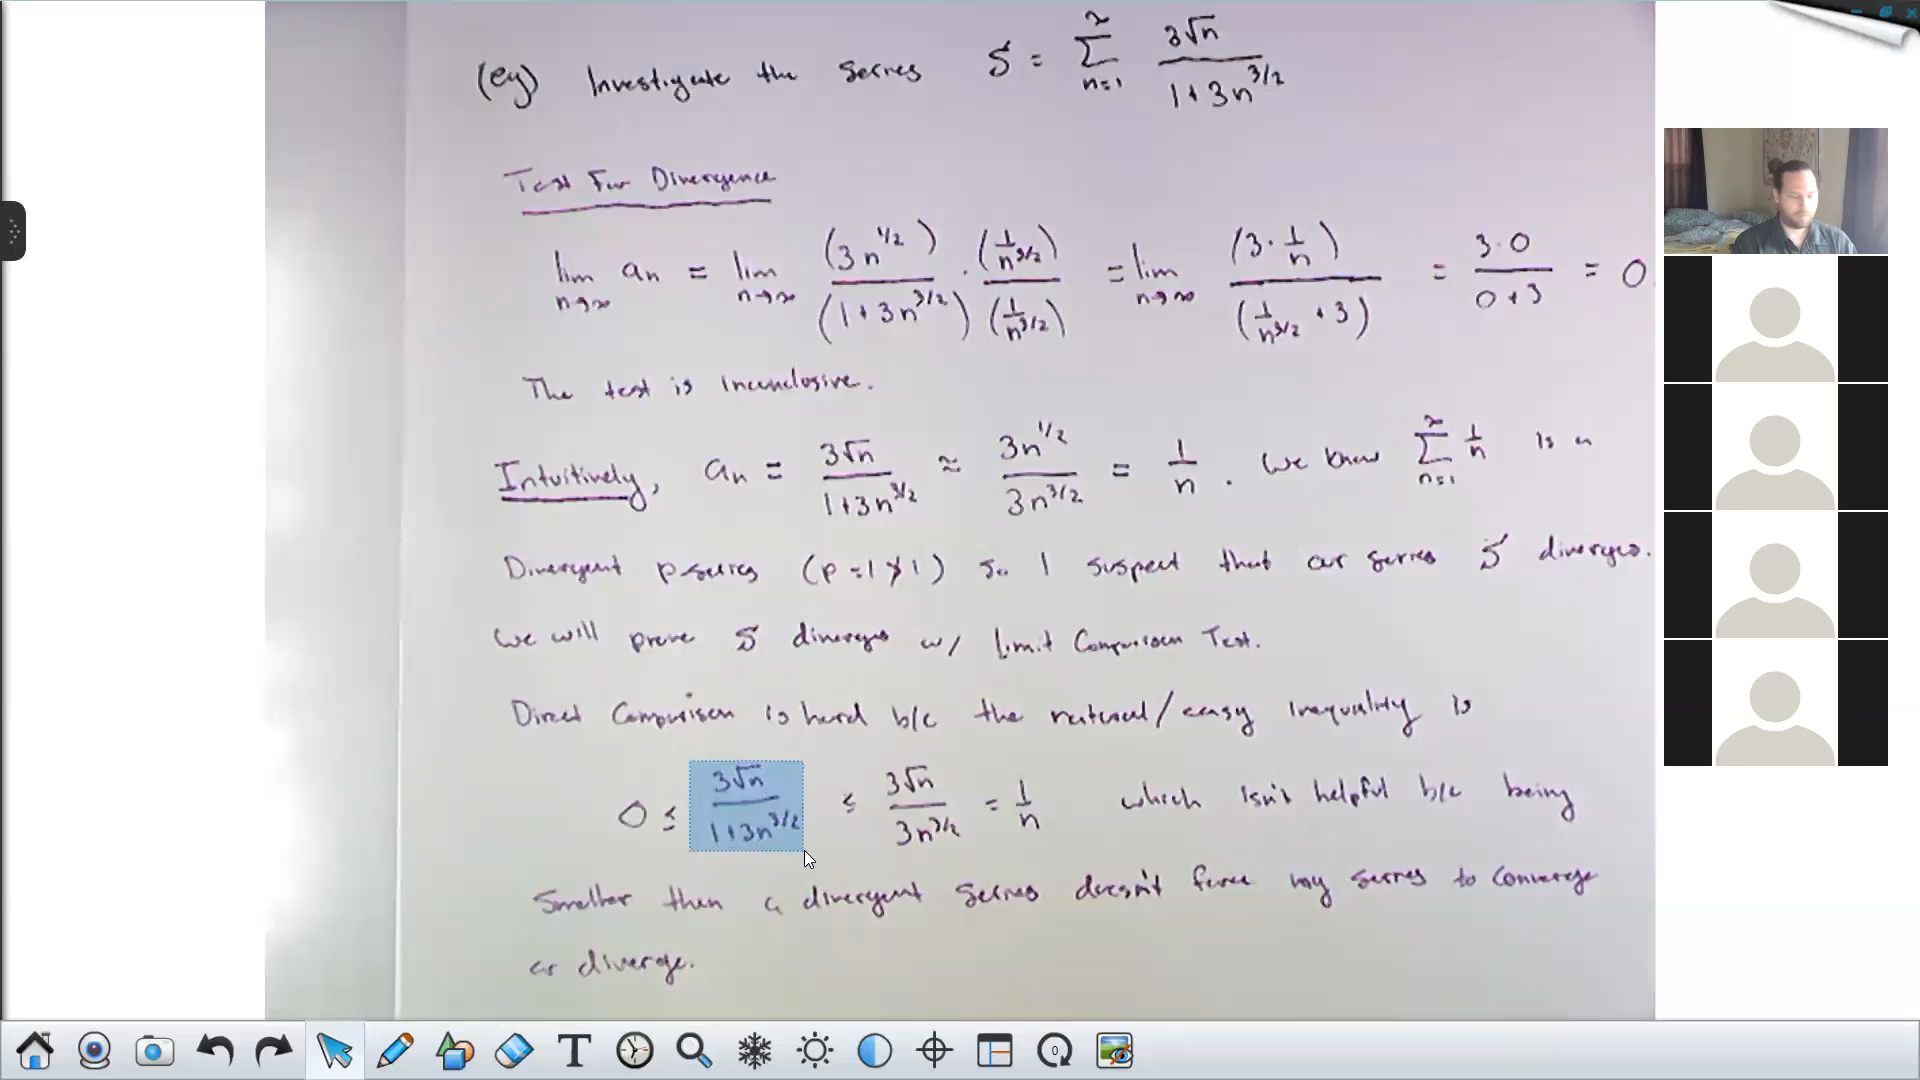 (eg) Investigate the series S = ∑_{n=1}^{∞} 3√n / (1+3n^{3/2})
Test For Divergence
lim_{n→∞} a_n = lim_{n→∞} (3n^{1/2}) / (1+3n^{3/2}) · (1/n^{3/2}) / (1/n^{3/2}) = lim_{n→∞} (3·1/n) / (1/n^{3/2} + 3) = 3·0 / 0+3 = 0
The test is inconclusive.
Intuitively, a_n = 3√n / 1+3n^{3/2} ≈ 3n^{1/2} / 3n^{3/2} = 1/n. We know ∑_{n=1}^{∞} 1/n is a
Divergent p-series (p = 1 ≯ 1) so I suspect that our series S diverges.
We will prove S diverges w/ Limit Comparison Test.
Direct Comparison is hard b/c the natural/easy inequality is
0 ≤ 3√n / 1+3n^{3/2} ≤ 3√n / 3n^{3/2} = 1/n which isn't helpful b/c being
smaller than a divergent series doesn't force my series to converge
or diverge.